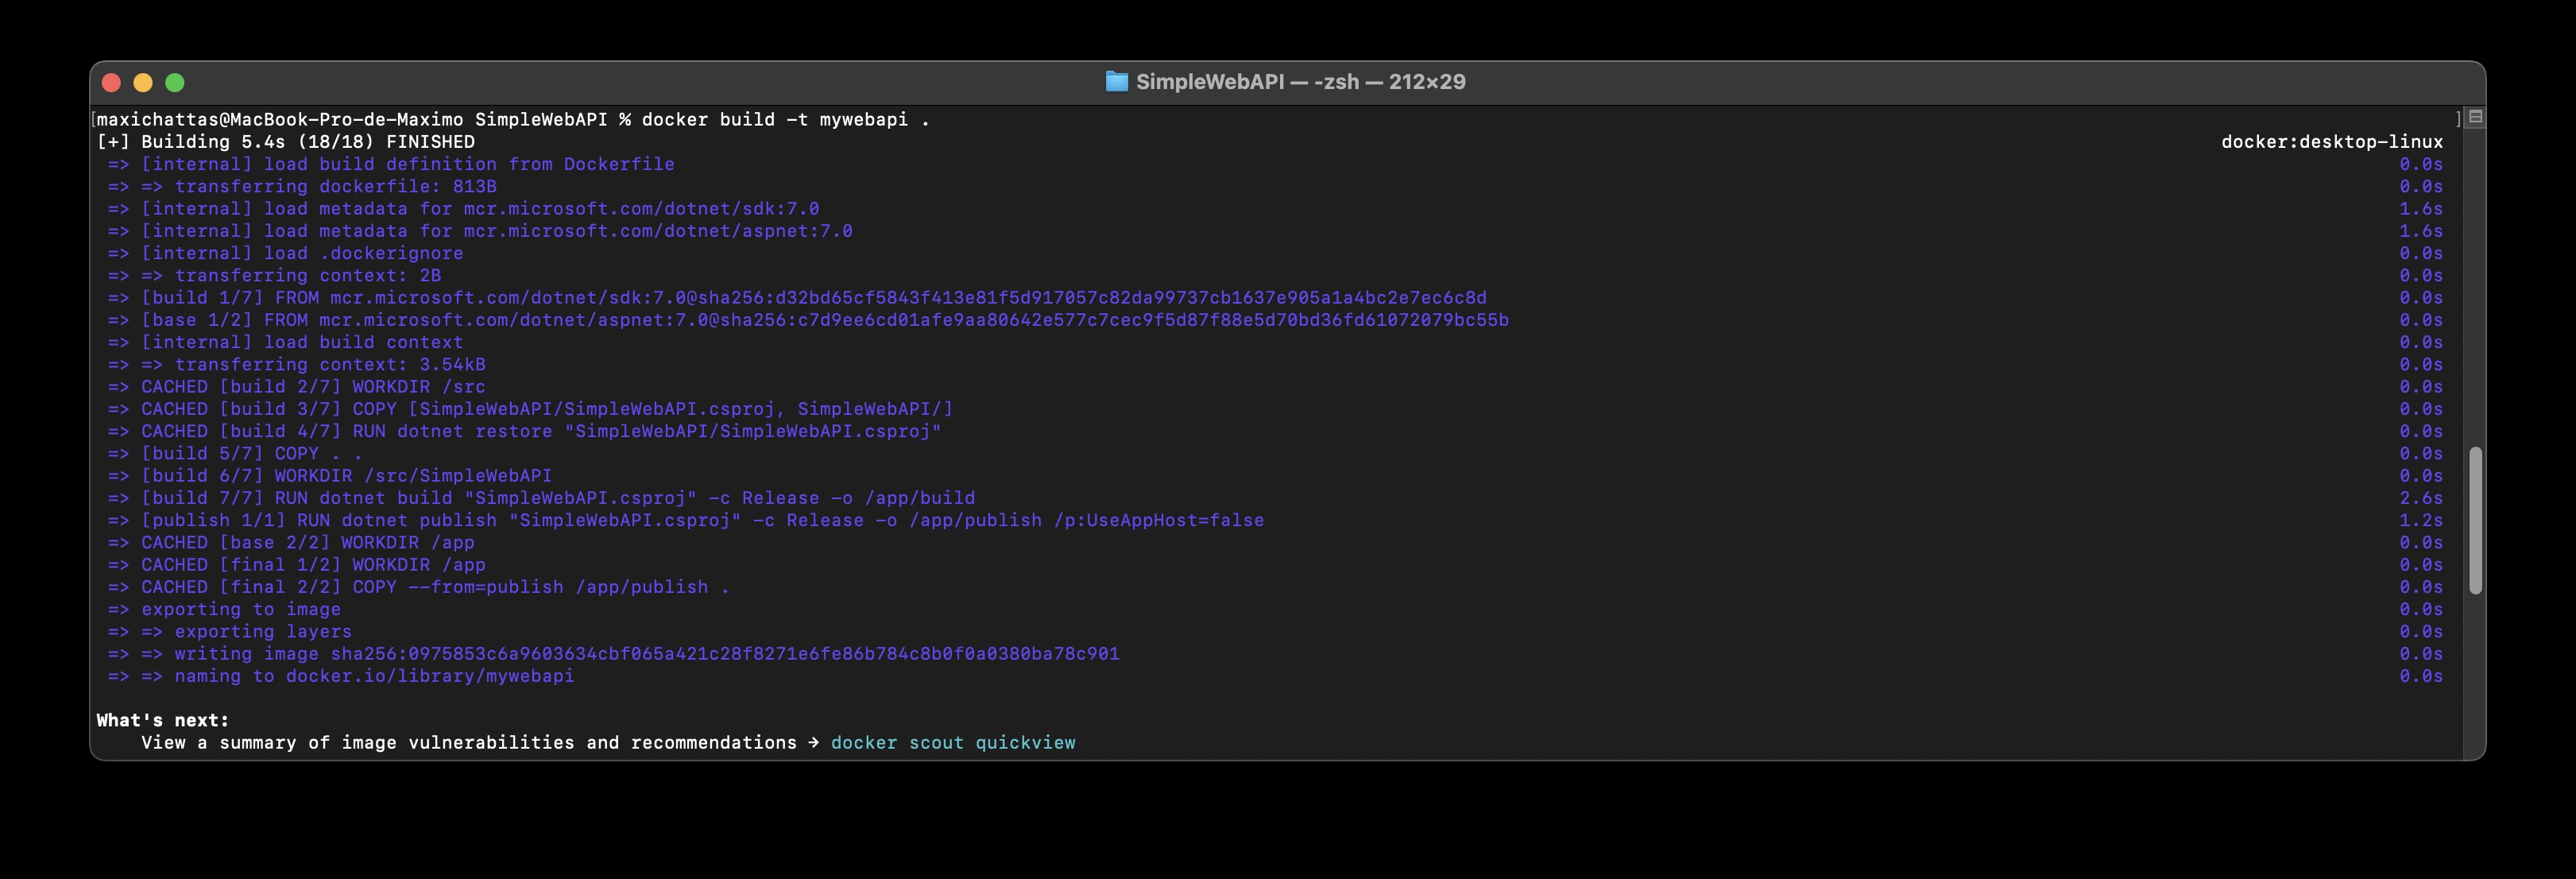 SimpleWebAPI — -zsh — 212×29
[maxichattas@MacBook-Pro-de-Maximo SimpleWebAPI % docker build -t mywebapi . ]
[+] Building 5.4s (18/18) FINISHED docker:desktop-linux
=> [internal] load build definition from Dockerfile 0.0s
=> => transferring dockerfile: 813B 0.0s
=> [internal] load metadata for mcr.microsoft.com/dotnet/sdk:7.0 1.6s
=> [internal] load metadata for mcr.microsoft.com/dotnet/aspnet:7.0 1.6s
=> [internal] load .dockerignore 0.0s
=> => transferring context: 2B 0.0s
=> [build 1/7] FROM mcr.microsoft.com/dotnet/sdk:7.0@sha256:d32bd65cf5843f413e81f5d917057c82da99737cb1637e905a1a4bc2e7ec6c8d 0.0s
=> [base 1/2] FROM mcr.microsoft.com/dotnet/aspnet:7.0@sha256:c7d9ee6cd01afe9aa80642e577c7cec9f5d87f88e5d70bd36fd61072079bc55b 0.0s
=> [internal] load build context 0.0s
=> => transferring context: 3.54kB 0.0s
=> CACHED [build 2/7] WORKDIR /src 0.0s
=> CACHED [build 3/7] COPY [SimpleWebAPI/SimpleWebAPI.csproj, SimpleWebAPI/] 0.0s
=> CACHED [build 4/7] RUN dotnet restore "SimpleWebAPI/SimpleWebAPI.csproj" 0.0s
=> [build 5/7] COPY . . 0.0s
=> [build 6/7] WORKDIR /src/SimpleWebAPI 0.0s
=> [build 7/7] RUN dotnet build "SimpleWebAPI.csproj" -c Release -o /app/build 2.6s
=> [publish 1/1] RUN dotnet publish "SimpleWebAPI.csproj" -c Release -o /app/publish /p:UseAppHost=false 1.2s
=> CACHED [base 2/2] WORKDIR /app 0.0s
=> CACHED [final 1/2] WORKDIR /app 0.0s
=> CACHED [final 2/2] COPY --from=publish /app/publish . 0.0s
=> exporting to image 0.0s
=> => exporting layers 0.0s
=> => writing image sha256:0975853c6a9603634cbf065a421c28f8271e6fe86b784c8b0f0a0380ba78c901 0.0s
=> => naming to docker.io/library/mywebapi 0.0s
What's next:
View a summary of image vulnerabilities and recommendations → docker scout quickview